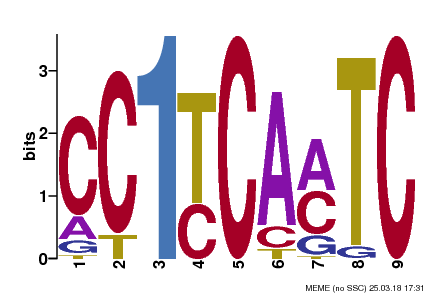 3
2
1
0
bits
C C 1 T C A A T C
A T C C C G
G T G
T T
1 2 3 4 5 6 7 8 9
MEME (no SSC) 25.03.18 17:31